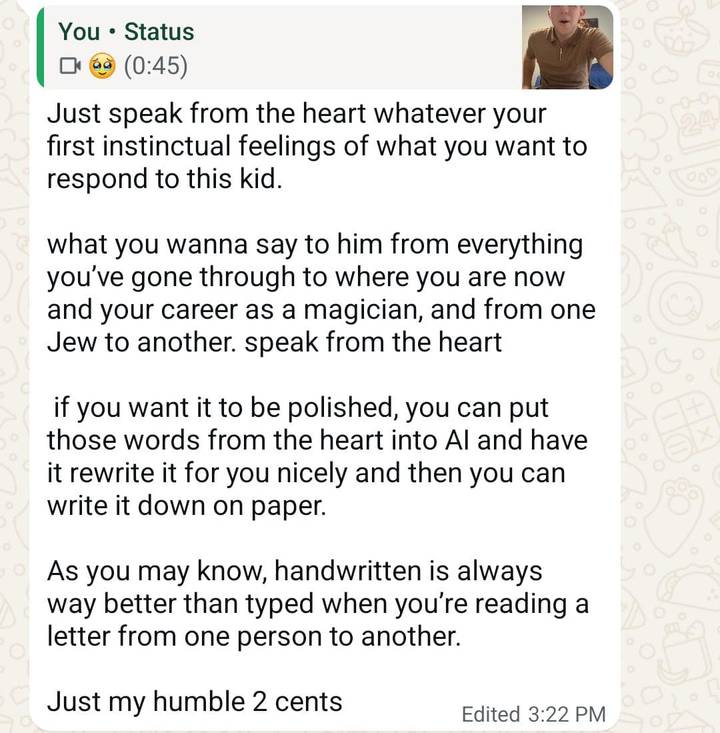 You • Status
🥹 (0:45)
Just speak from the heart whatever your
first instinctual feelings of what you want to
respond to this kid.
what you wanna say to him from everything
you've gone through to where you are now
and your career as a magician, and from one
Jew to another. speak from the heart
if you want it to be polished, you can put
those words from the heart into AI and have
it rewrite it for you nicely and then you can
write it down on paper.
As you may know, handwritten is always
way better than typed when you're reading a
letter from one person to another.
Just my humble 2 cents
Edited 3:22 PM